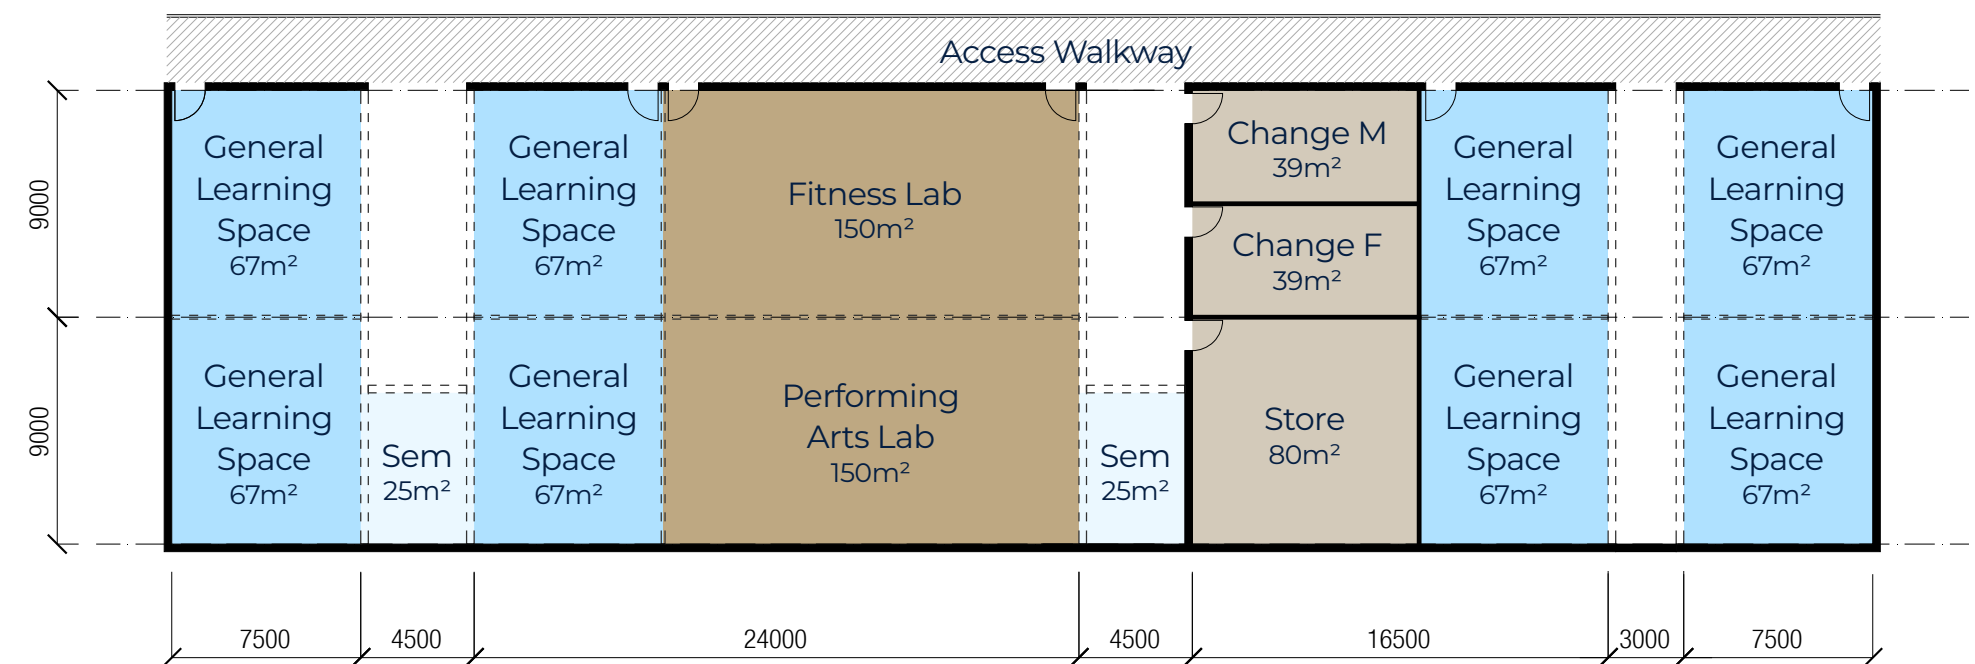 Access Walkway
General
Learning
Space
67m²
General
Learning
Space
67m²
Fitness Lab
150m²
Change M
39m²
Change F
39m²
General
Learning
Space
67m²
General
Learning
Space
67m²
9000
General
Learning
Space
67m²
Sem
25m²
General
Learning
Space
67m²
Performing
Arts Lab
150m²
Sem
25m²
Store
80m²
General
Learning
Space
67m²
General
Learning
Space
67m²
9000
7500
4500
24000
4500
16500
3000
7500